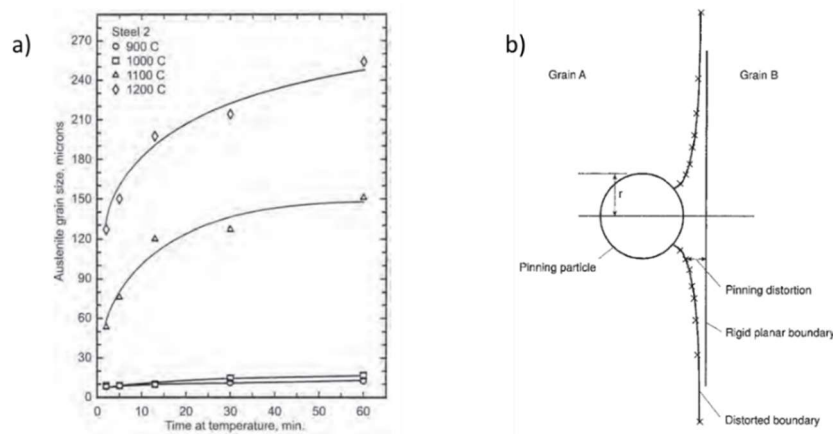 a)
Steel 2
900 C
1000 C
1100 C
1200 C
270
240
210
180
150
120
90
60
30
0
0
10
20
30
40
50
60
Austenite grain size, microns
Time at temperature, min.
b)
Grain A
Grain B
r
Pinning particle
Pinning distortion
Rigid planar boundary
Distorted boundary